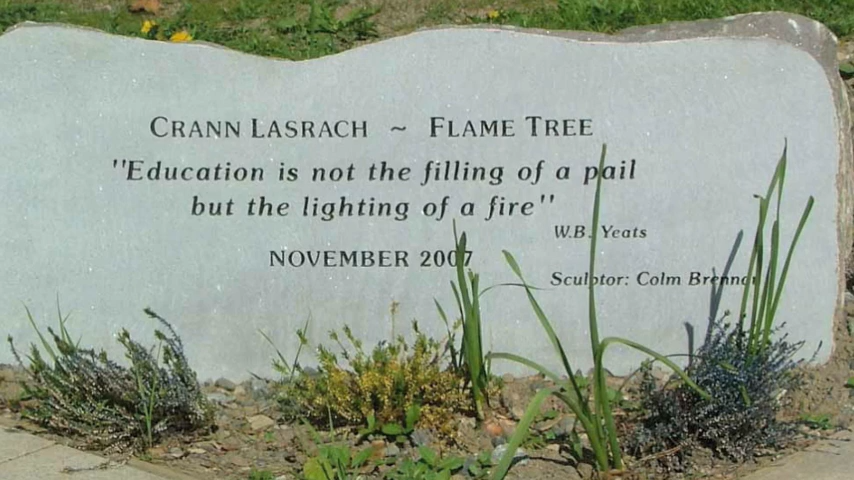 Crann Lasrach ~ Flame Tree
"Education is not the filling of a pail
but the lighting of a fire"
W.B. Yeats
NOVEMBER 2007
Sculptor: Colm Brennan